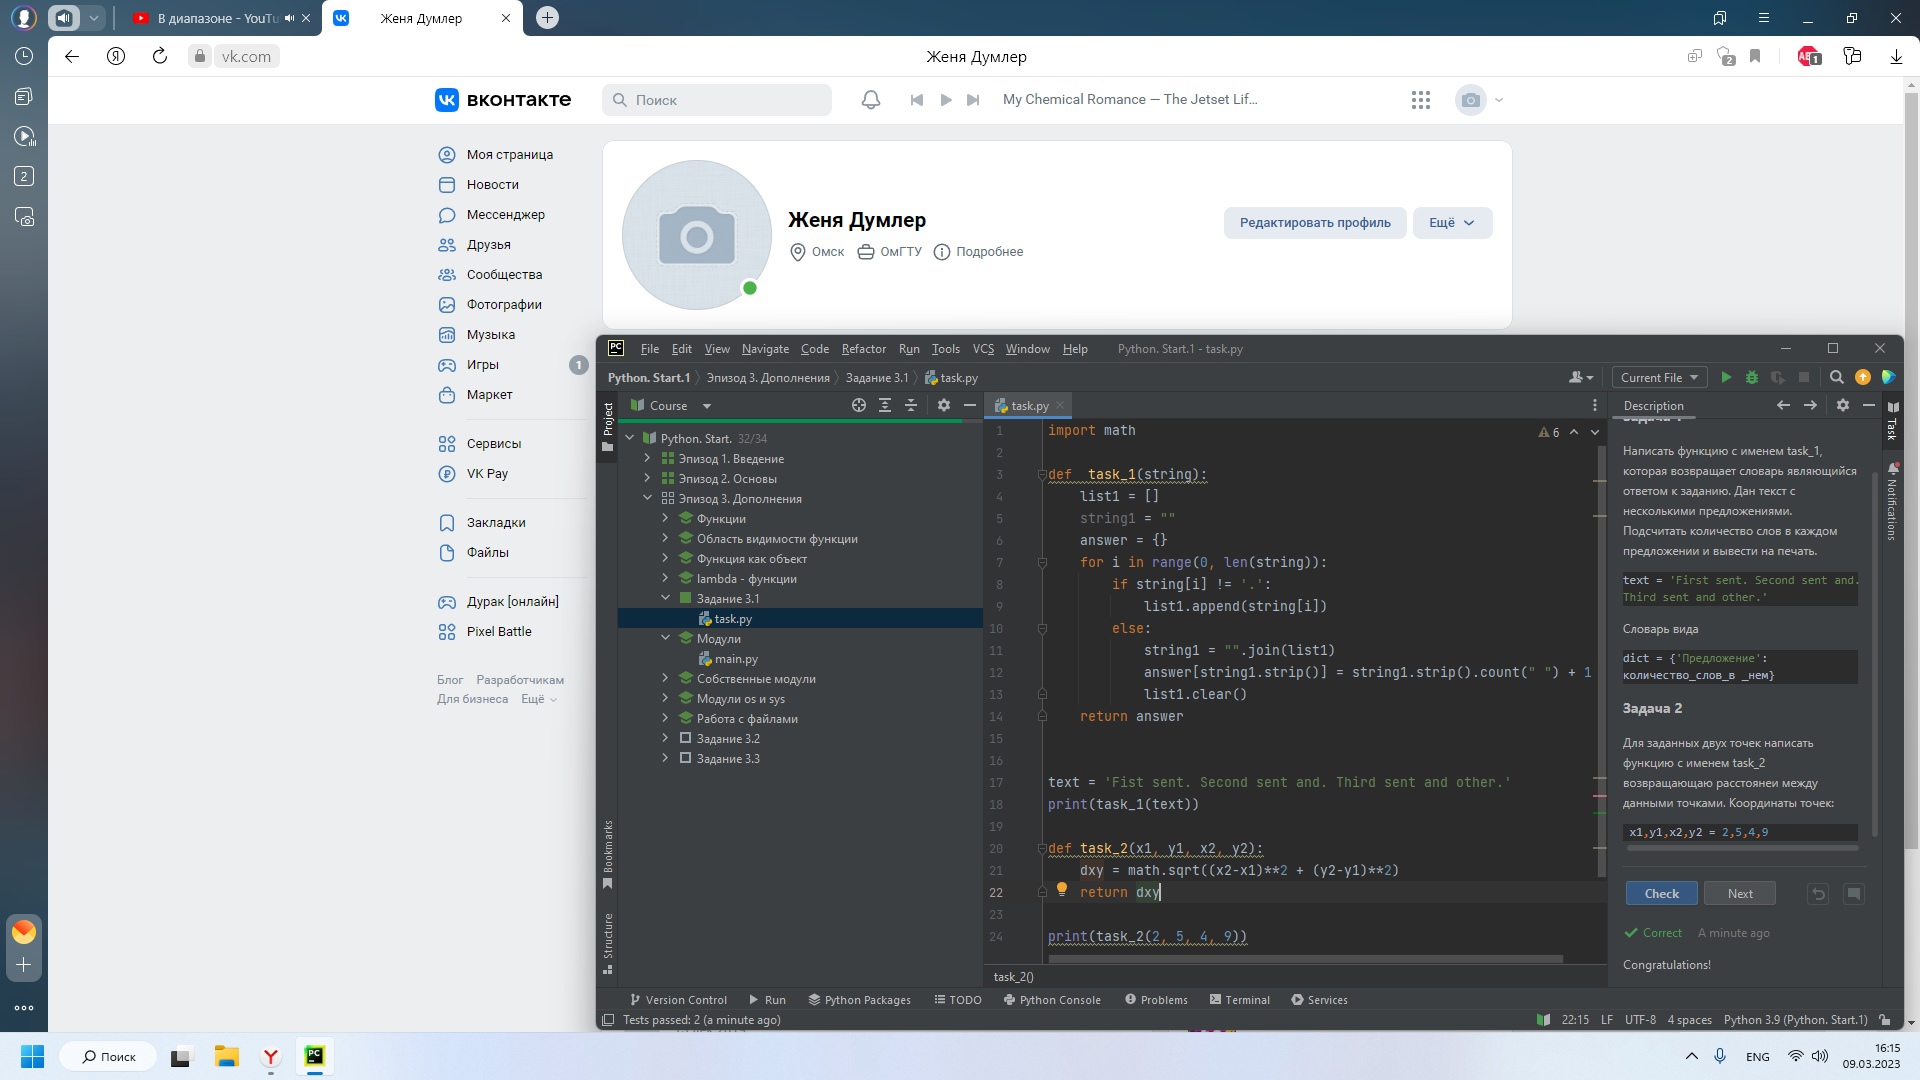 В диапазоне - YouTu
Женя Думлер
vk.com
Женя Думлер
2
1
вконтакте
Поиск
My Chemical Romance — The Jetset Lif...
2
Моя страница
Новости
Мессенджер
Друзья
Сообщества
Фотографии
Музыка
Игры
1
Маркет
Сервисы
VK Pay
Закладки
Файлы
Дурак [онлайн]
Pixel Battle
Блог Разработчикам
Для бизнеса Ещё
Женя Думлер
Омск ОмГТУ Подробнее
Редактировать профиль
Ещё
PC File Edit View Navigate Code Refactor Run Tools VCS Window Help Python. Start.1 - task.py
Python. Start.1 Эпизод 3. Дополнения Задание 3.1 task.py
Current File
Project
Course
Python. Start. 32/34
Эпизод 1. Введение
Эпизод 2. Основы
Эпизод 3. Дополнения
Функции
Область видимости функции
Функция как объект
lambda - функции
Задание 3.1
task.py
Модули
main.py
Собственные модули
Модули os и sys
Работа с файлами
Задание 3.2
Задание 3.3
Bookmarks
Structure
task.py
6
1 import math
2
3 def task_1(string):
4 list1 = []
5 string1 = ""
6 answer = {}
7 for i in range(0, len(string)):
8 if string[i] != '.':
9 list1.append(string[i])
10 else:
11 string1 = "".join(list1)
12 answer[string1.strip()] = string1.strip().count(" ") + 1
13 list1.clear()
14 return answer
15
16
17 text = 'Fist sent. Second sent and. Third sent and other.'
18 print(task_1(text))
19
20 def task_2(x1, y1, x2, y2):
21 dxy = math.sqrt((x2-x1)**2 + (y2-y1)**2)
22 return dxy
23
24 print(task_2(2, 5, 4, 9))
task_2()
Description
Написать функцию с именем task_1,
которая возвращает словарь являющийся
ответом к заданию. Дан текст с
несколькими предложениями.
Подсчитать количество слов в каждом
предложении и вывести на печать.
text = 'First sent. Second sent and.
Third sent and other.'
Словарь вида
dict = {'Предложение':
количество_слов_в _нем}
Задача 2
Для заданных двух точек написать
функцию с именем task_2
возвращающаю расстоянеи между
данными точками. Координаты точек:
x1,y1,x2,y2 = 2,5,4,9
Check
Next
Correct A minute ago
Congratulations!
Task
Notifications
Version Control Run Python Packages TODO Python Console Problems Terminal Services
Tests passed: 2 (a minute ago)
22:15 LF UTF-8 4 spaces Python 3.9 (Python. Start.1)
Поиск
PC
ENG
16:15
09.03.2023